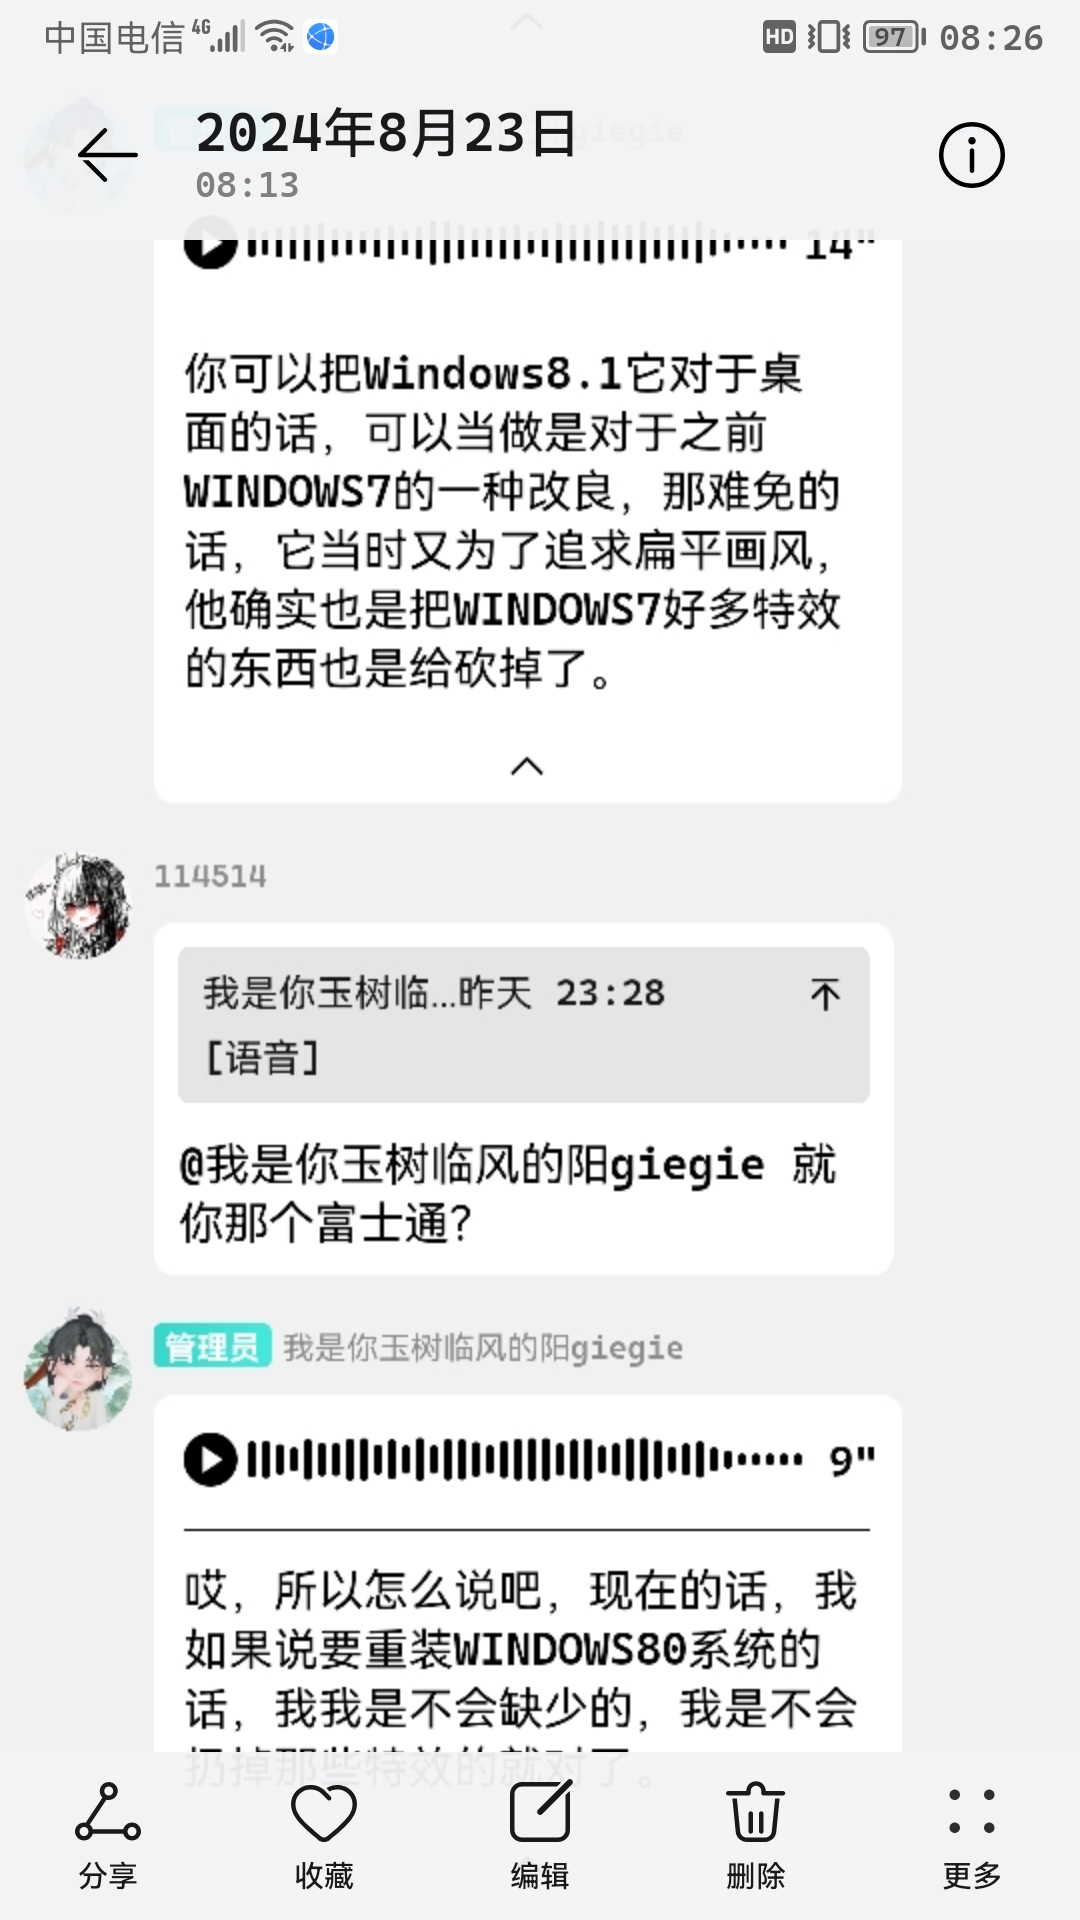 中国电信 4G HD 97 08:26
2024年8月23日
giegie
08:13
14"
你可以把Windows8.1它对于桌
面的话，可以当做是对于之前
WINDOWS7的一种改良，那难免的
话，它当时又为了追求扁平画风，
他确实也是把WINDOWS7好多特效
的东西也是给砍掉了。
114514
我是你玉树临...昨天 23:28
[语音]
@我是你玉树临风的阳giegie 就
你那个富士通？
管理员 我是你玉树临风的阳giegie
9"
哎，所以怎么说吧，现在的话，我
如果说要重装WINDOWS80系统的
话，我我是不会缺少的，我是不会
扔掉那些特效的就对了。
分享 收藏 编辑 删除 更多